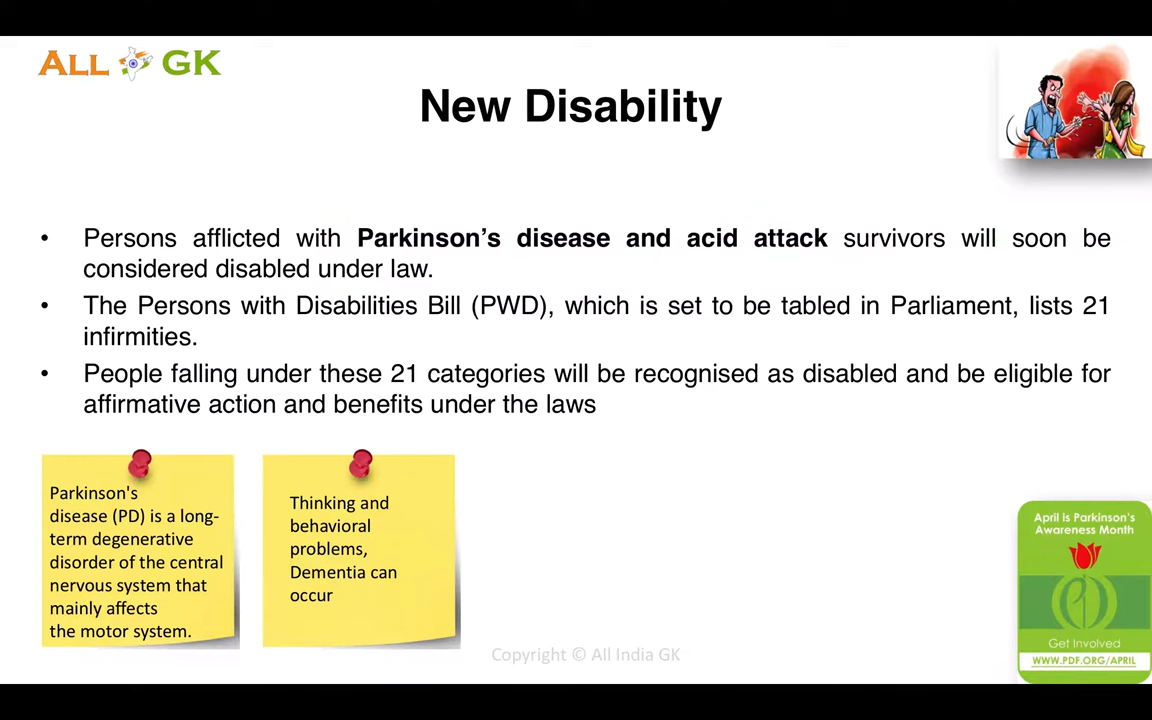 ALL GK
New Disability
• Persons afflicted with Parkinson's disease and acid attack survivors will soon be
considered disabled under law.
• The Persons with Disabilities Bill (PWD), which is set to be tabled in Parliament, lists 21
infirmities.
• People falling under these 21 categories will be recognised as disabled and be eligible for
affirmative action and benefits under the laws
Parkinson's
disease (PD) is a long-
term degenerative
disorder of the central
nervous system that
mainly affects
the motor system.
Thinking and
behavioral
problems,
Dementia can
occur
April is Parkinson's
Awareness Month
Get Involved
WWW.PDF.ORG/APRIL
Copyright © All India GK